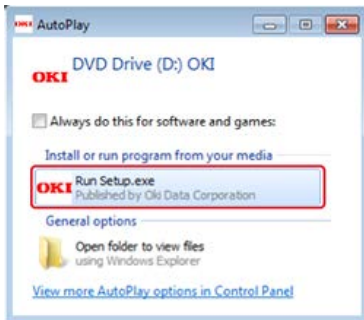 AutoPlay
DVD Drive (D:) OKI
OKI
Always do this for software and games:
Install or run program from your media
OKI Run Setup.exe
Published by Oki Data Corporation
General options
Open folder to view files
using Windows Explorer
View more AutoPlay options in Control Panel